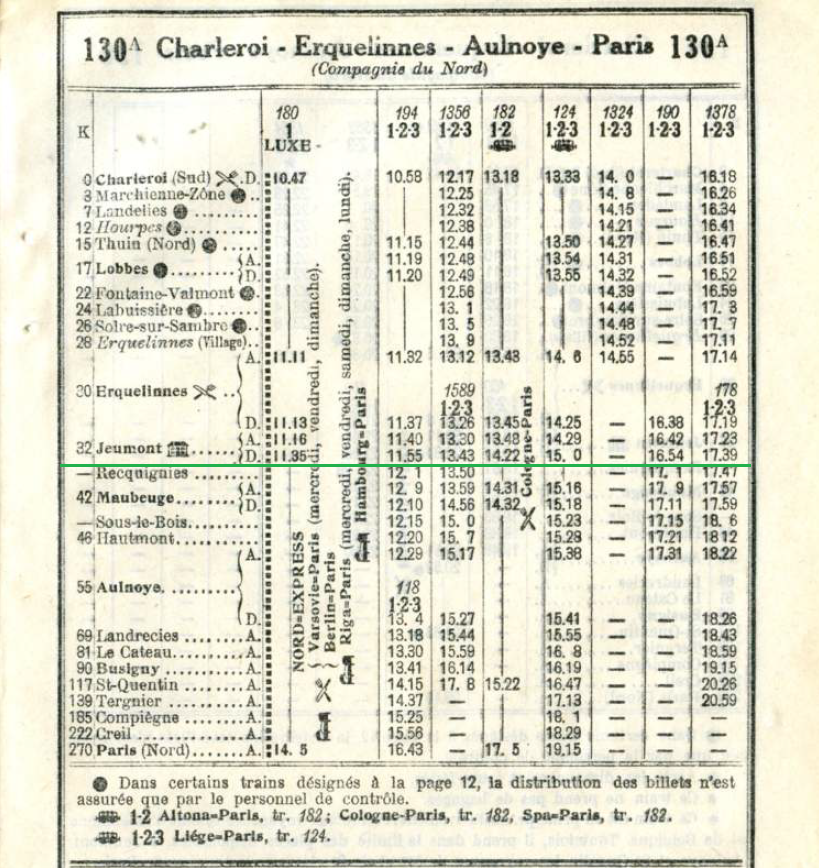 130A Charleroi - Erquelinnes - Aulnoye - Paris 130A
(Compagnie du Nord)
180 194 1356 182 124 1324 190 1378
K 1 1-2-3 1-2-3 1-2 1-2-3 1-2-3 1-2-3 1-2-3
LUXE
0 Charleroi (Sud) D. 10.47 10.58 12.17 13.18 13.33 14. 0 — 16.18
3 Marchienne-Zône 12.25 14. 8 — 16.26
7 Landelies 12.32 14.15 — 16.34
12 Hourpes 12.38 14.21 — 16.41
15 Thuin (Nord) 11.15 12.44 13.50 14.27 — 16.47
A. 11.19 12.48 13.54 14.31 — 16.51
17 Lobbes
D. 11.20 12.49 13.55 14.32 — 16.52
22 Fontaine-Valmont 12.56 14.39 — 16.59
24 Labuissière 13. 1 14.44 — 17. 3
26 Solre-sur-Sambre 13. 5 14.48 — 17. 7
28 Erquelinnes (Village) 13. 9 14.52 — 17.11
A. 11.11 11.32 13.12 13.43 14. 6 14.55 — 17.14
30 Erquelinnes 1589 178
1-2-3 1-2-3
D. 11.13 11.37 13.26 13.45 14.25 — 16.38 17.19
A. 11.16 11.40 13.30 13.48 14.29 — 16.42 17.23
32 Jeumont
D. 11.35 11.55 13.43 14.22 15. 0 — 16.54 17.39
— Recquignies 12. 1 13.50 — 17. 1 17.47
A. 12. 9 13.59 14.31 15.16 — 17. 9 17.57
42 Maubeuge
D. 12.10 14.56 14.32 15.18 — 17.11 17.59
— Sous-le-Bois 12.15 15. 0 15.23 — 17.15 18. 6
46 Hautmont 12.20 15. 7 15.28 — 17.21 18 12
A. 12.29 15.17 15.38 — 17.31 18.22
55 Aulnoye 118
1-2-3
D. 13. 4 15.27 15.41 — — 18.26
69 Landrecies A. 13.18 15.44 15.55 — — 18.43
81 Le Cateau A. 13.30 15.59 16. 8 — — 18.59
90 Busigny A. 13.41 16.14 16.19 — — 19.15
117 St-Quentin A. 14.15 17. 8 15.22 16.47 — — 20.26
139 Tergnier A. 14.37 — 17.13 — — 20.59
185 Compiègne A. 15.25 — 18. 1 — — —
222 Creil A. 15.56 — 18.29 — — —
270 Paris (Nord) A. 14. 5 16.43 — 17. 5 19.15 — — —
NORD=EXPRESS
Varsovie=Paris (mercredi, vendredi, dimanche).
Berlin=Paris
Riga=Paris (mercredi, vendredi, samedi, dimanche, lundi).
Hambourg=Paris
Cologne-Paris
Dans certains trains désignés à la page 12, la distribution des billets n'est
assurée que par le personnel de contrôle.
1-2 Altona=Paris, tr. 182; Cologne-Paris, tr. 182, Spa=Paris, tr. 182.
1-2-3 Liége=Paris, tr. 124.